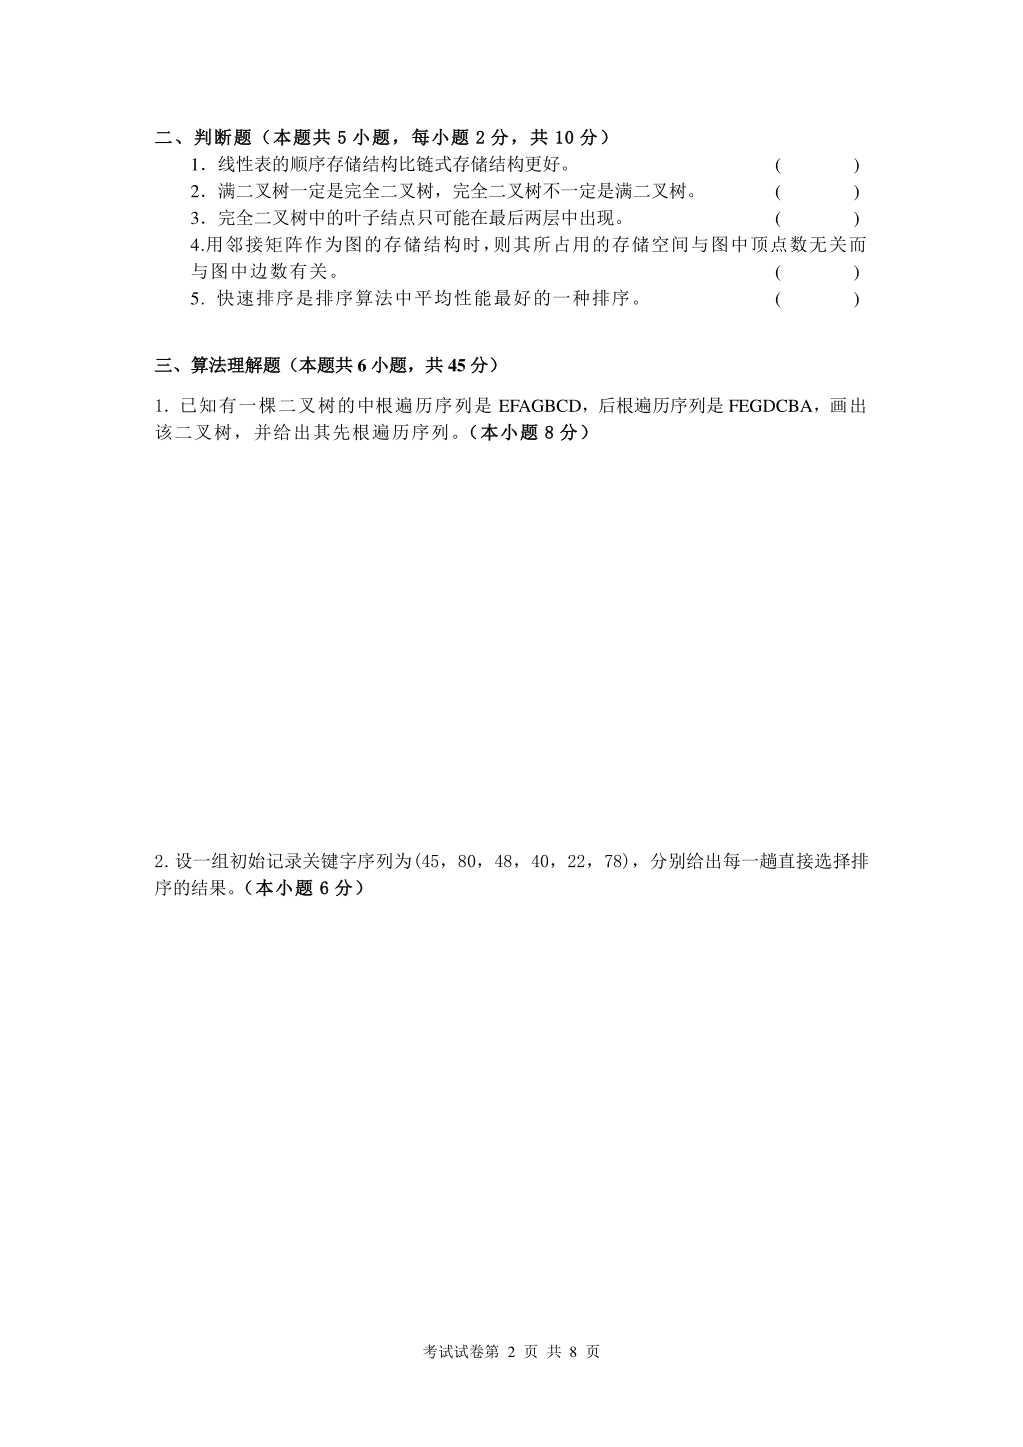 二、判断题（本题共 5 小题，每小题 2 分，共 10 分）
1．线性表的顺序存储结构比链式存储结构更好。 ( )
2．满二叉树一定是完全二叉树，完全二叉树不一定是满二叉树。 ( )
3．完全二叉树中的叶子结点只可能在最后两层中出现。 ( )
4.用邻接矩阵作为图的存储结构时，则其所占用的存储空间与图中顶点数无关而
与图中边数有关。 ( )
5. 快速排序是排序算法中平均性能最好的一种排序。 ( )
三、算法理解题（本题共 6 小题，共 45 分）
1. 已知有一棵二叉树的中根遍历序列是 EFAGBCD，后根遍历序列是 FEGDCBA，画出
该二叉树，并给出其先根遍历序列。（本小题 8 分）
2. 设一组初始记录关键字序列为(45，80，48，40，22，78)，分别给出每一趟直接选择排
序的结果。（本小题 6 分）
考试试卷第 2 页 共 8 页